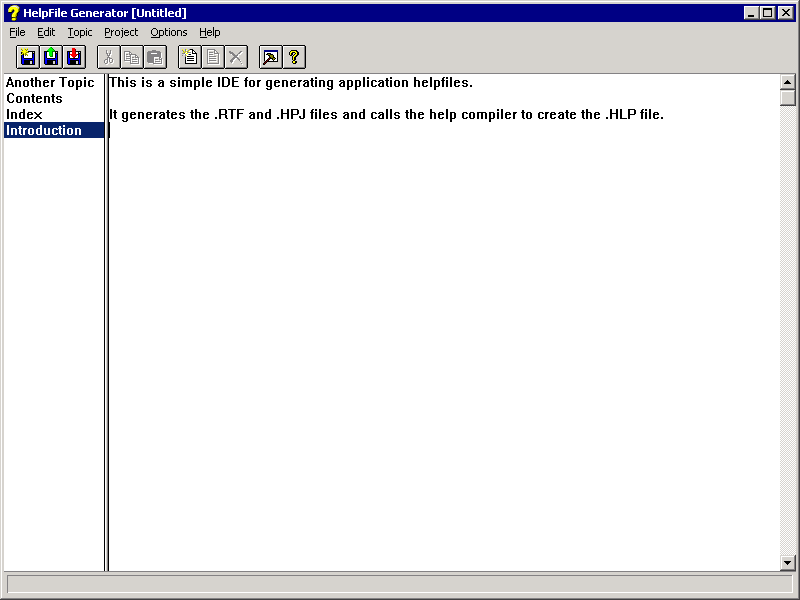 HelpFile Generator [Untitled]
File Edit Topic Project Options Help
Another Topic
Contents
Index
Introduction
This is a simple IDE for generating application helpfiles.
It generates the .RTF and .HPJ files and calls the help compiler to create the .HLP file.